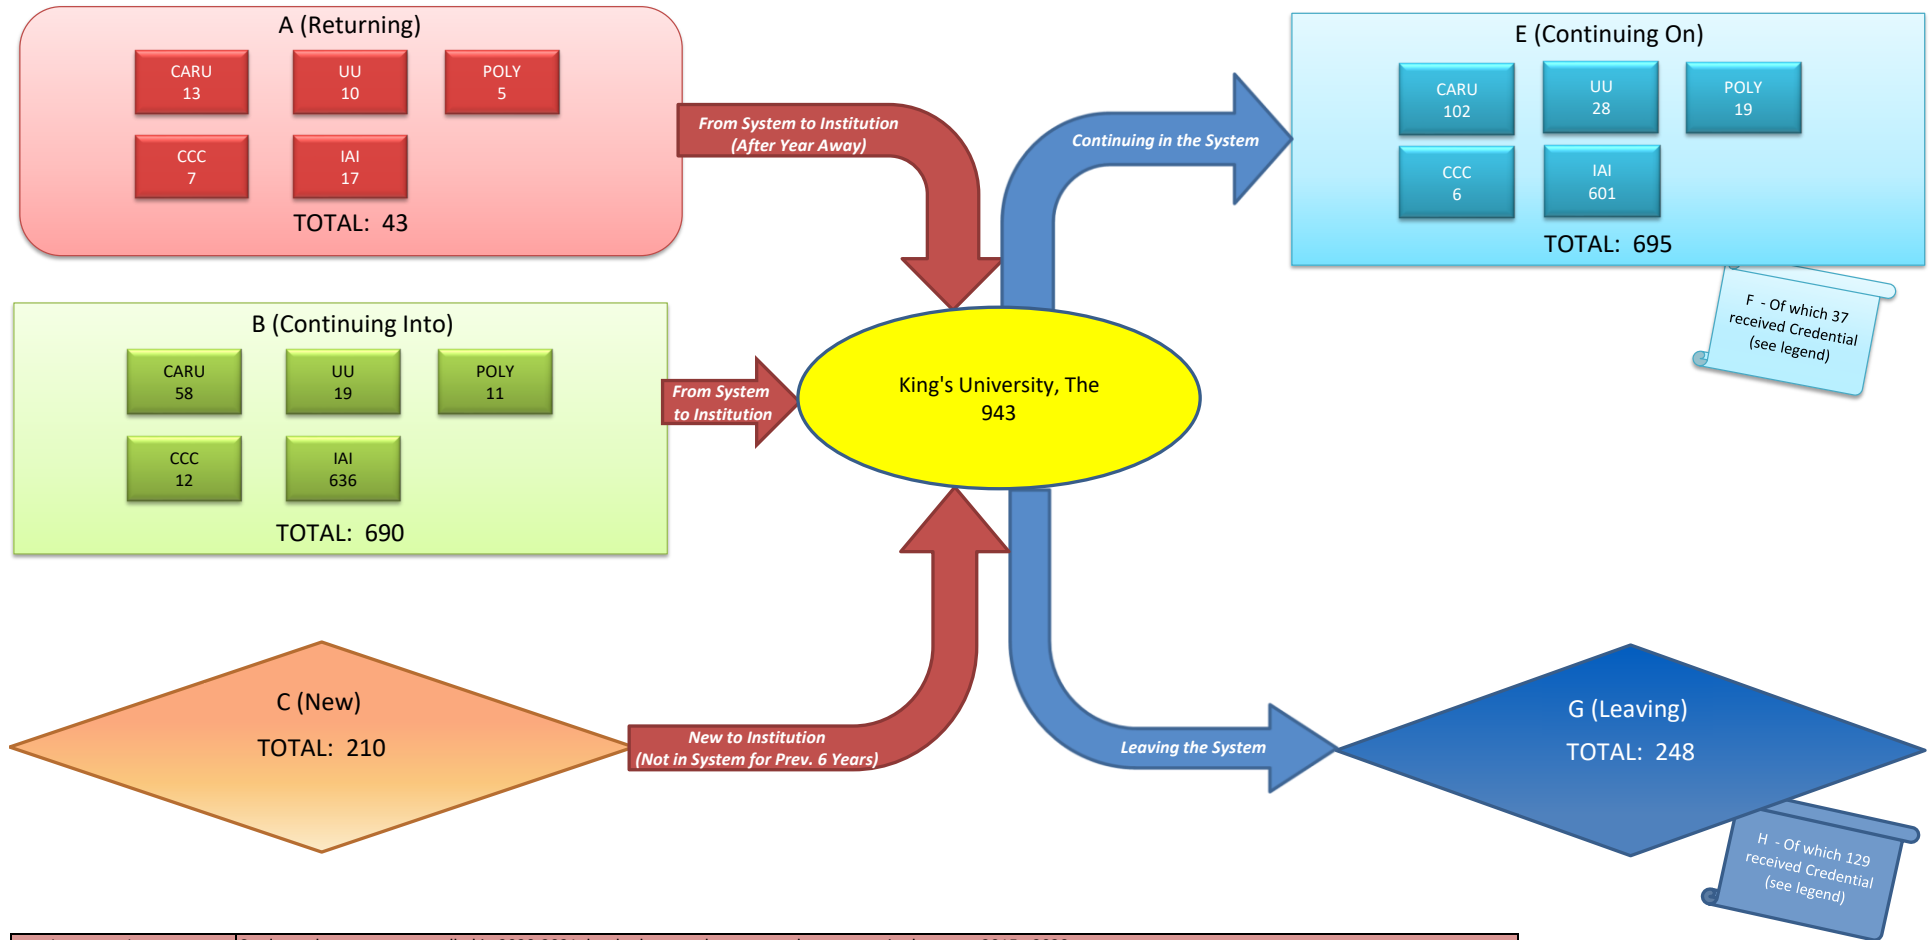 A (Returning)
CARU
13
UU
10
POLY
5
CCC
7
IAI
17
TOTAL: 43
From System to Institution
(After Year Away)
Continuing in the System
E (Continuing On)
CARU
102
UU
28
POLY
19
CCC
6
IAI
601
TOTAL: 695
F - Of which 37
received Credential
(see legend)
B (Continuing Into)
CARU
58
UU
19
POLY
11
CCC
12
IAI
636
TOTAL: 690
From System
to Institution
King's University, The
943
C (New)
TOTAL: 210
New to Institution
(Not in System for Prev. 6 Years)
Leaving the System
G (Leaving)
TOTAL: 248
H - Of which 129
received Credential
(see legend)